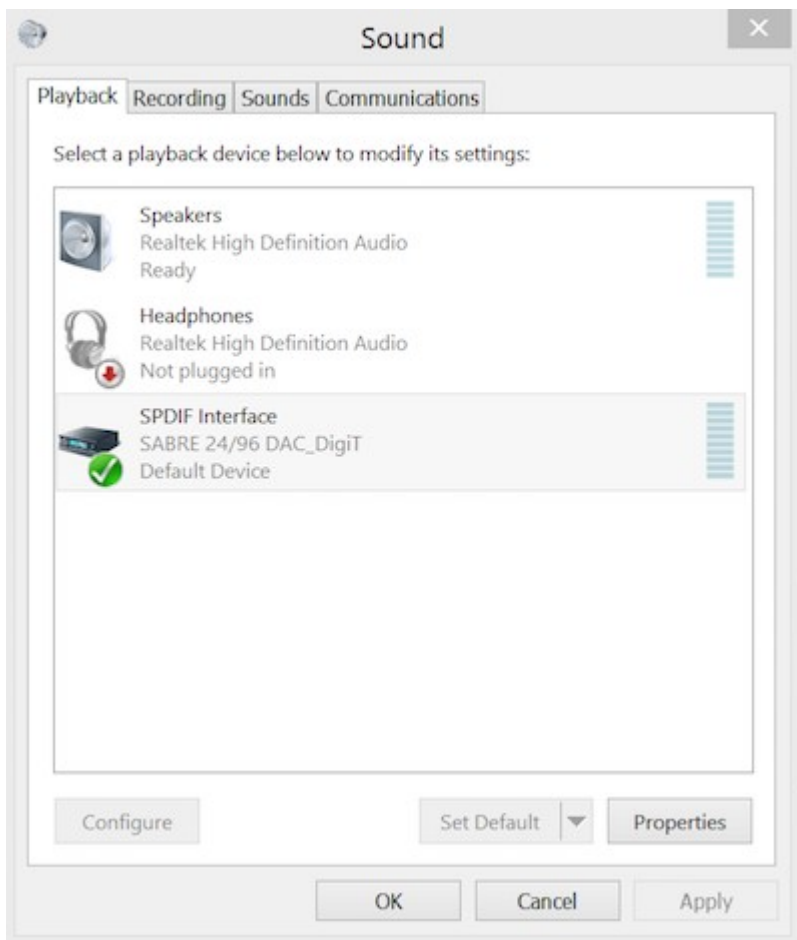 Sound
Playback Recording Sounds Communications
Select a playback device below to modify its settings:
Speakers
Realtek High Definition Audio
Ready
Headphones
Realtek High Definition Audio
Not plugged in
SPDIF Interface
SABRE 24/96 DAC_DigiT
Default Device
Configure Set Default Properties
OK Cancel Apply